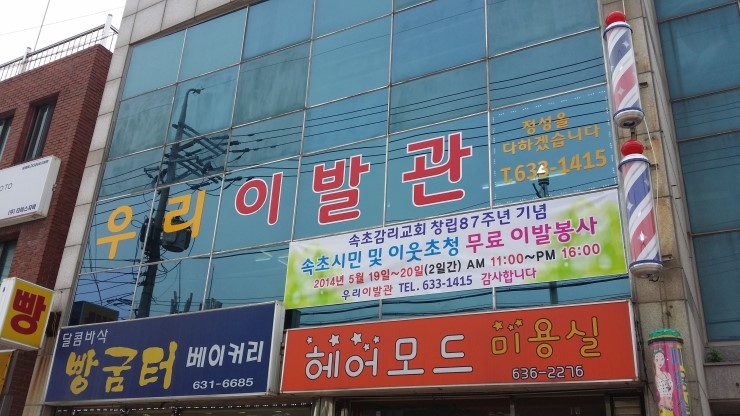 우리이발관
정성을
다하겠습니다
T.633-1415
속초감리교회 창립87주년 기념
속초시민 및 이웃초청 무료 이발봉사
2014년 5월 19일~20일(2일간) AM 11:00~PM 16:00
우리이발관 TEL. 633-1415 감사합니다
빵
달콤바삭
빵굼터 베이커리
631-6685
헤어모드 미용실
636-2276